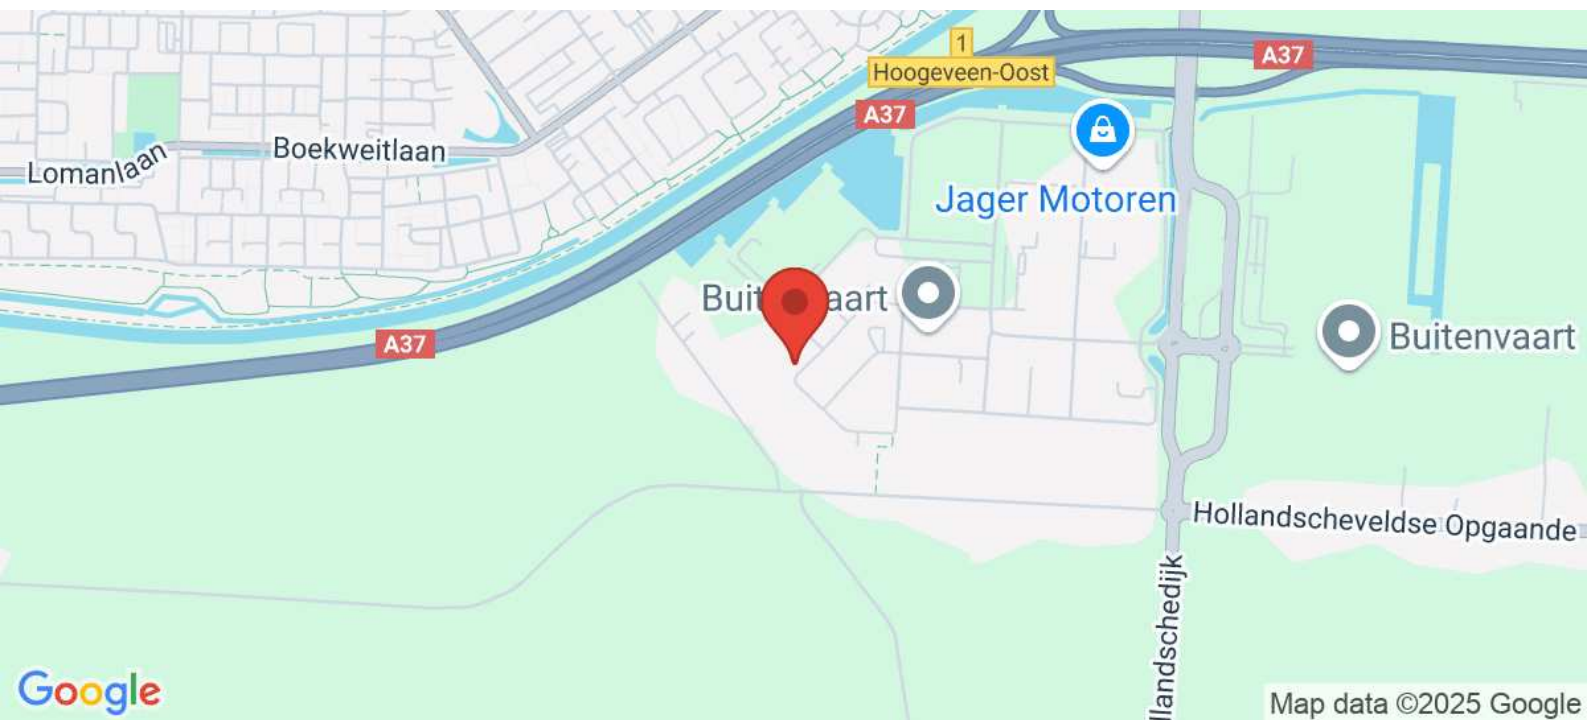 1
Hoogeveen-Oost
A37
A37
Boekweitlaan
Lomanlaan
Jager Motoren
Buit aart
Buitenvaart
A37
Hollandscheveldse Opgaande
llandschedijk
Google
Map data ©2025 Google